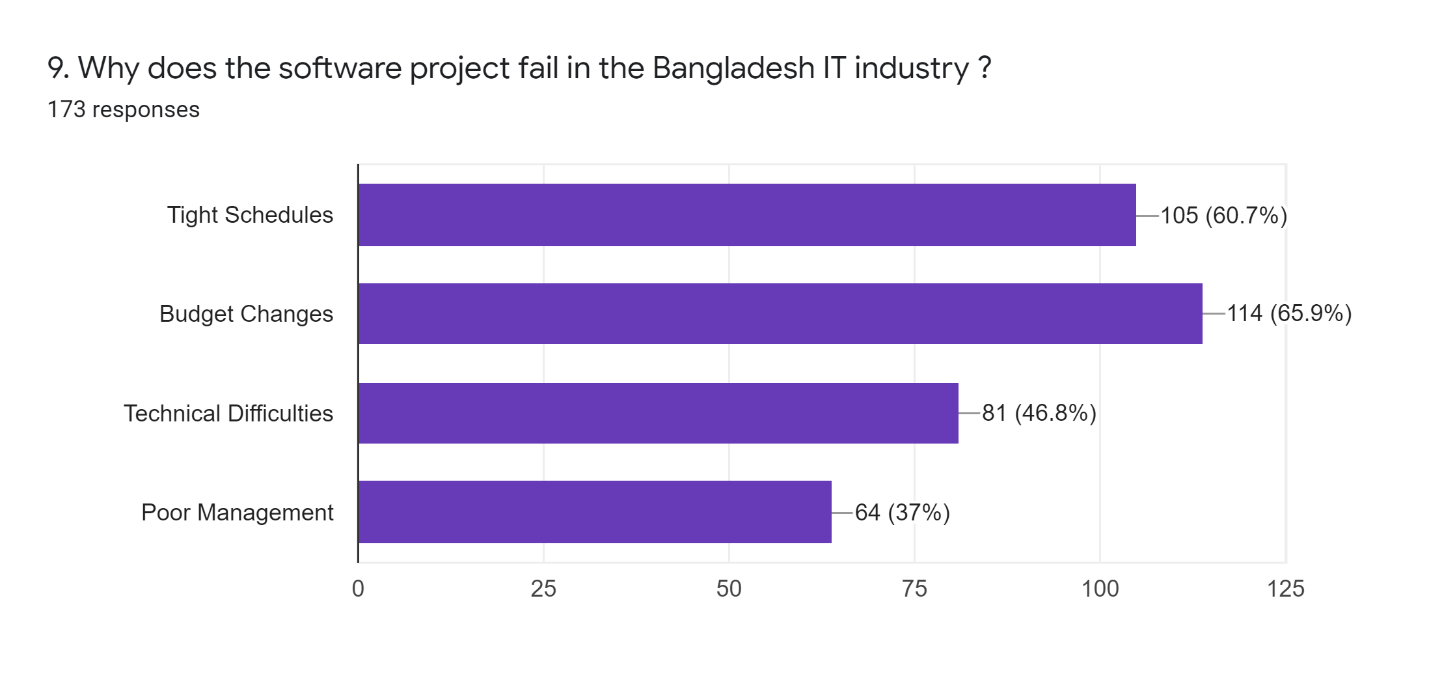 9. Why does the software project fail in the Bangladesh IT industry ?
173 responses
Tight Schedules
105 (60.7%)
Budget Changes
114 (65.9%)
Technical Difficulties
81 (46.8%)
Poor Management
64 (37%)
0 25 50 75 100 125